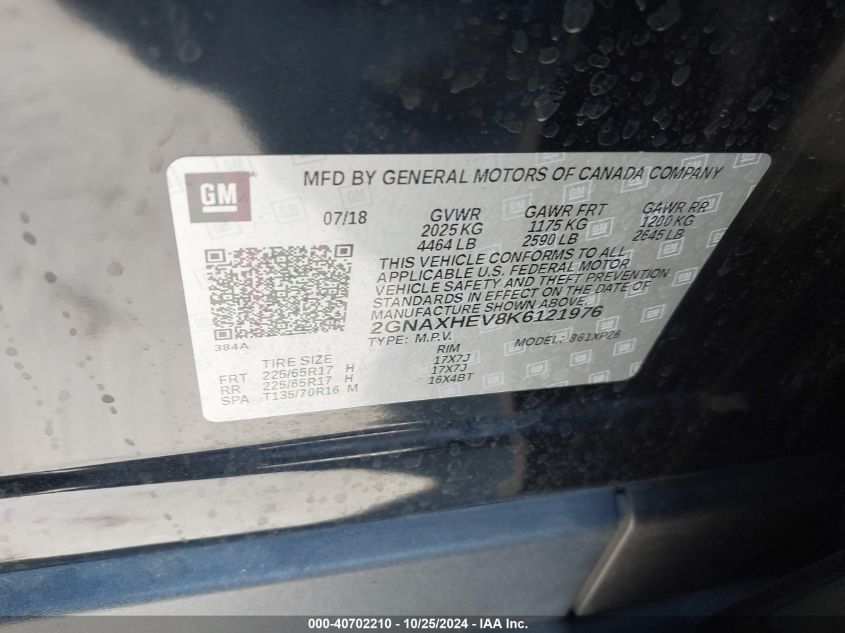 GM
MFD BY GENERAL MOTORS OF CANADA COMPANY
07/18 GVWR GAWR FRT GAWR RR
2025 KG 1175 KG 1200 KG
4464 LB 2590 LB 2645 LB
THIS VEHICLE CONFORMS TO ALL
APPLICABLE U.S. FEDERAL MOTOR
VEHICLE SAFETY AND THEFT PREVENTION
STANDARDS IN EFFECT ON THE DATE OF
MANUFACTURE SHOWN ABOVE.
2GNAXHEV8K6121976
TYPE: M.P.V. MODEL: 361XP26
384A
TIRE SIZE RIM
FRT 225/65R17 H 17X7J
RR 225/65R17 H 17X7J
SPA T135/70R16 M 16X4BT
000-40702210 - 10/25/2024 - IAA Inc.